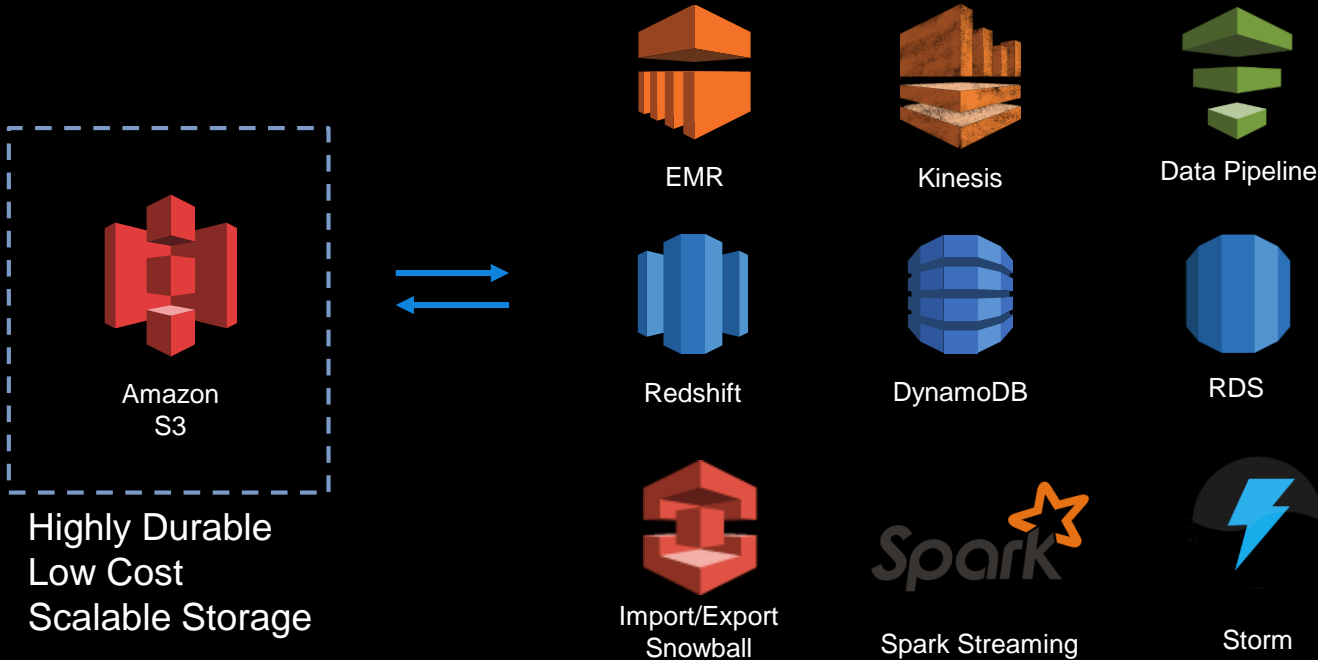 EMR
Kinesis
Data Pipeline
Amazon
S3
Redshift
DynamoDB
RDS
Highly Durable
Low Cost
Scalable Storage
Import/Export
Snowball
Spark
Spark Streaming
Storm